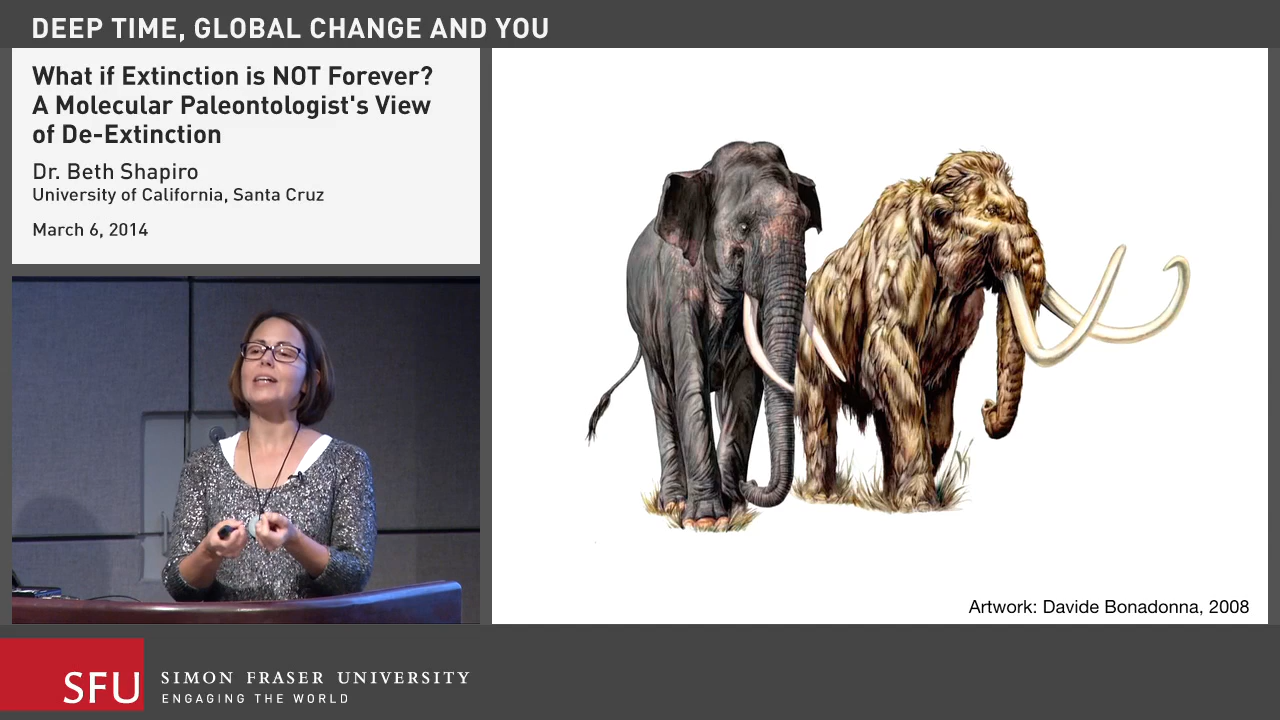 DEEP TIME, GLOBAL CHANGE AND YOU
What if Extinction is NOT Forever?
A Molecular Paleontologist's View
of De-Extinction
Dr. Beth Shapiro
University of California, Santa Cruz
March 6, 2014
Artwork: Davide Bonadonna, 2008
SFU
SIMON FRASER UNIVERSITY
ENGAGING THE WORLD